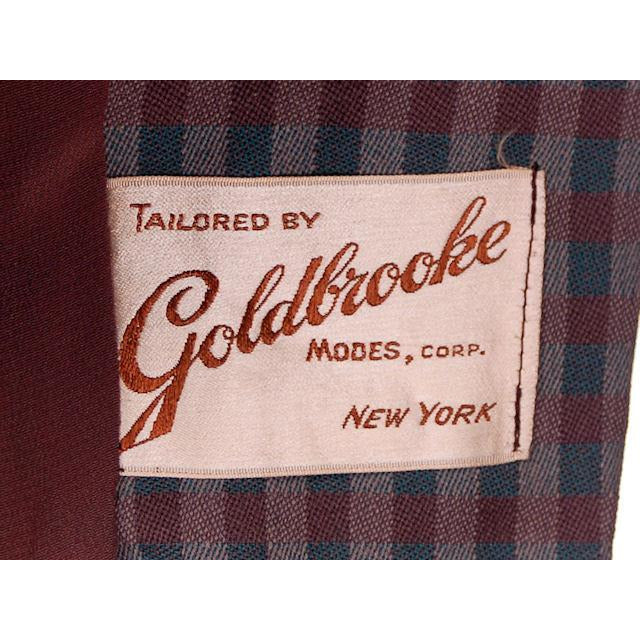 TAILORED BY
Goldbrooke
MODES, CORP.
NEW YORK